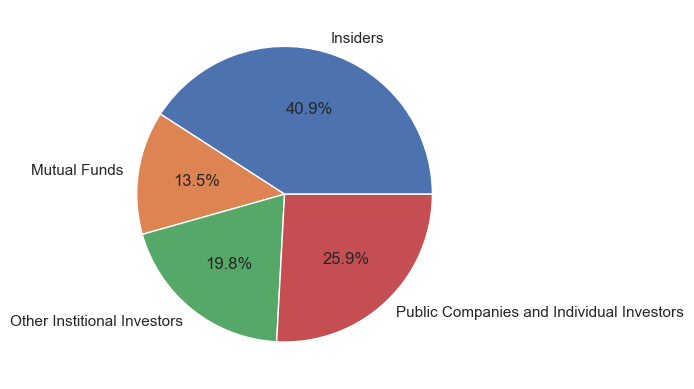 Insiders
40.9%
Mutual Funds
13.5%
19.8%
25.9%
Other Institional Investors
Public Companies and Individual Investors